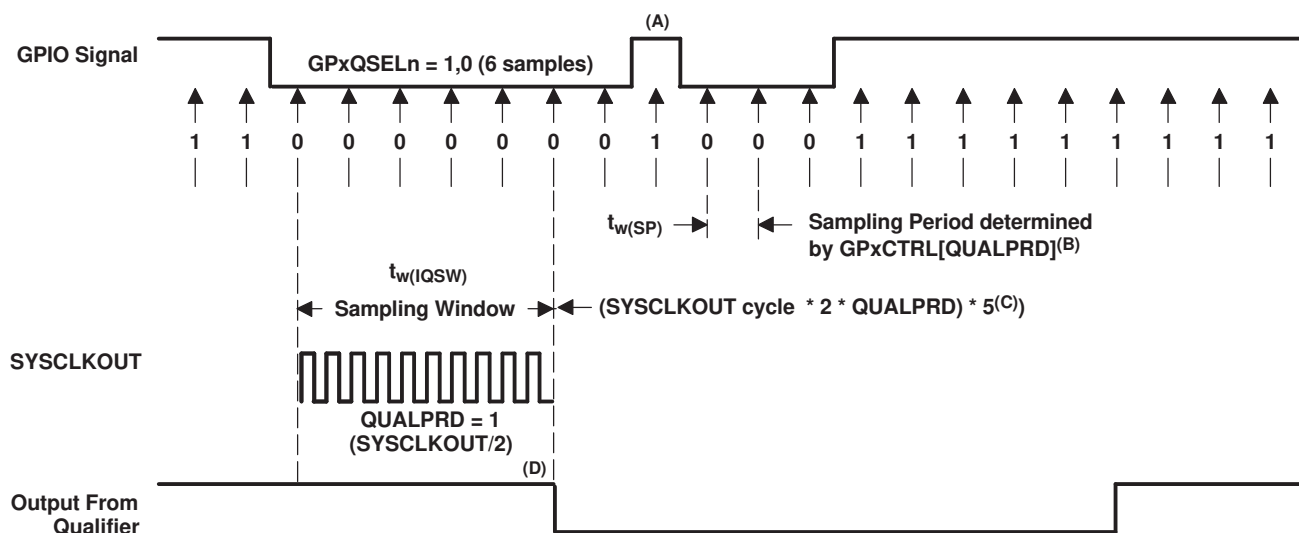 (A)
GPIO Signal
GPxQSELn = 1,0 (6 samples)
1 1 0 0 0 0 0 0 0 1 0 0 0 1 1 1 1 1 1 1 1 1
tw(SP)
Sampling Period determined
by GPxCTRL[QUALPRD](B)
tw(IQSW)
Sampling Window
(SYSCLKOUT cycle * 2 * QUALPRD) * 5(C))
SYSCLKOUT
QUALPRD = 1
(SYSCLKOUT/2)
(D)
Output From
Qualifier